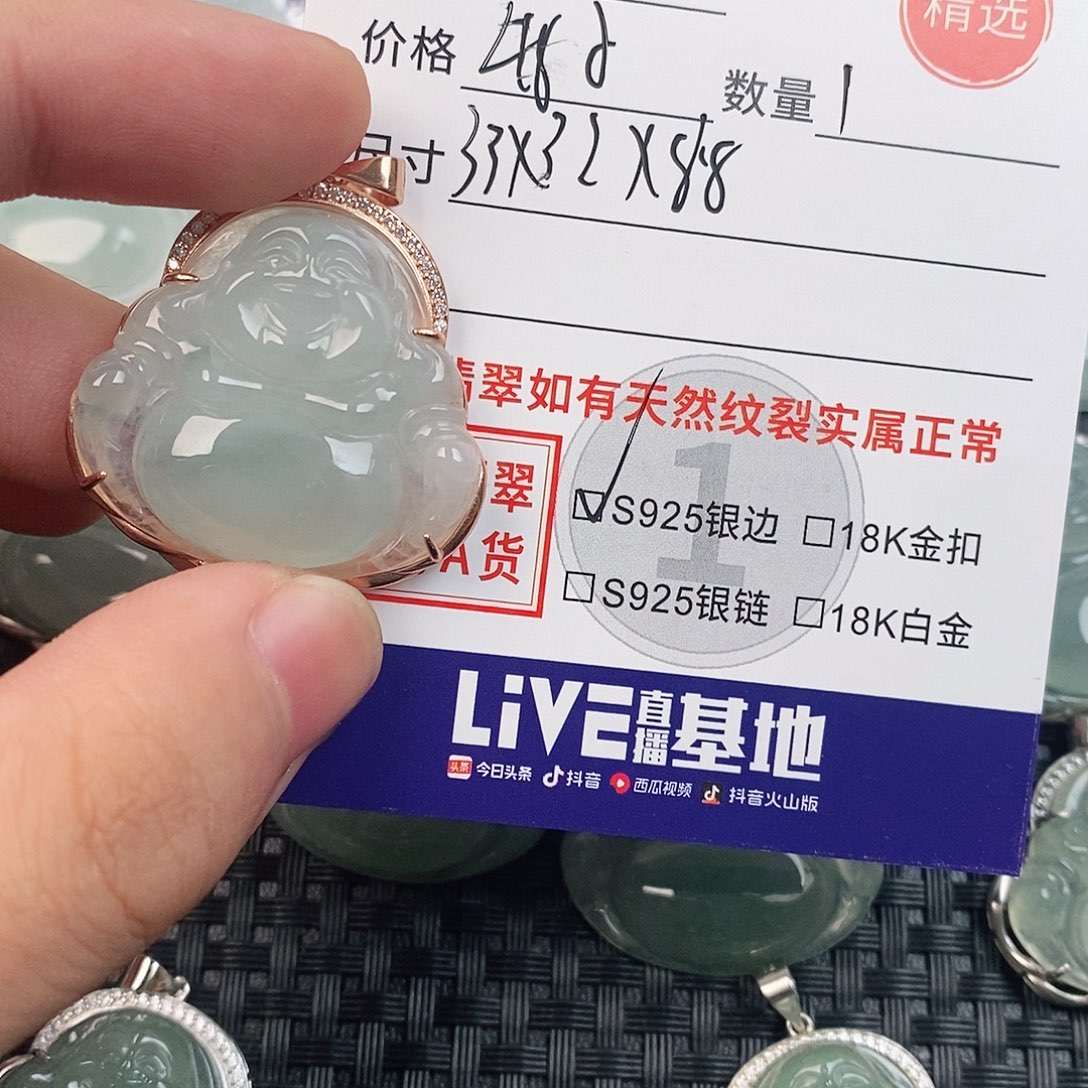 精选
价格
数量 1
尺寸 33X32X8.8
翡翠如有天然纹裂实属正常
翠
A货
1
S925银边 18K金扣
S925银链 18K白金
LiVE直播基地
头条 今日头条 抖音 西瓜视频 抖音火山版